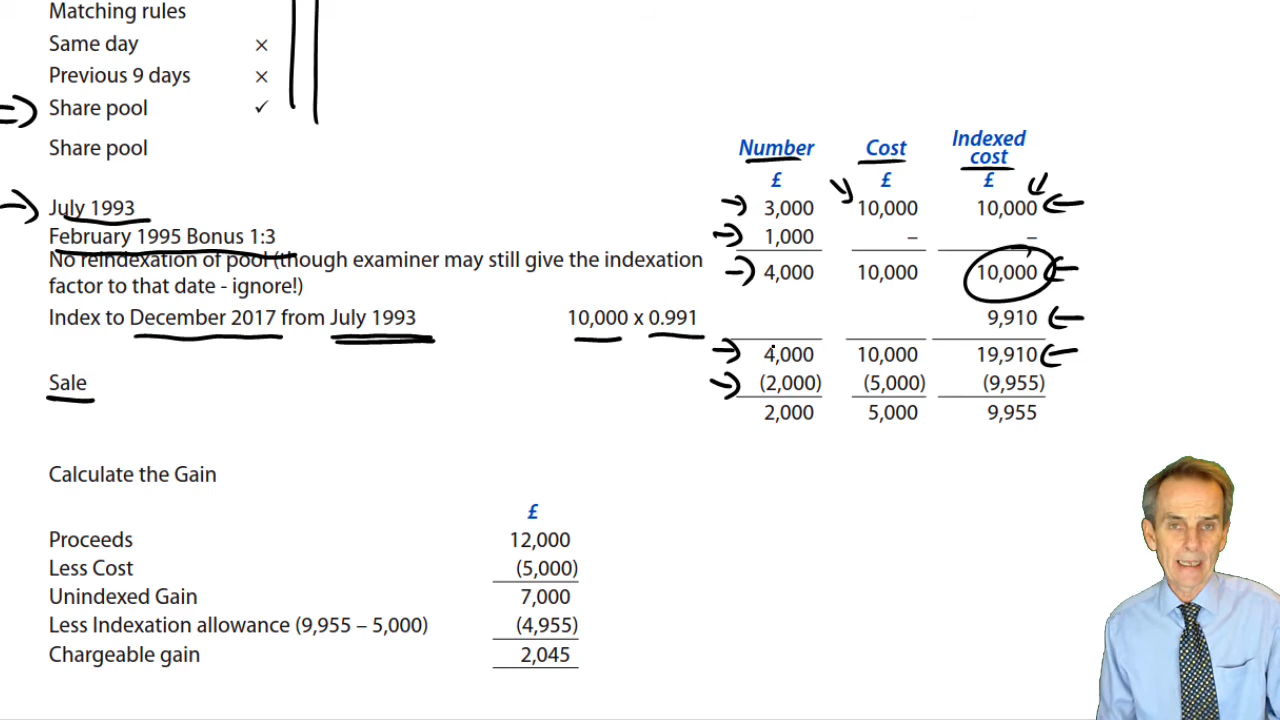 Matching rules
Same day ×
Previous 9 days ×
Share pool ✓
Share pool Number Cost Indexed cost
£ £ £
July 1993 3,000 10,000 10,000
February 1995 Bonus 1:3 1,000 – –
No reindexation of pool (though examiner may still give the indexation
factor to that date - ignore!) 4,000 10,000 10,000
Index to December 2017 from July 1993 10,000 x 0.991 9,910
4,000 10,000 19,910
Sale (2,000) (5,000) (9,955)
2,000 5,000 9,955
Calculate the Gain
£
Proceeds 12,000
Less Cost (5,000)
Unindexed Gain 7,000
Less Indexation allowance (9,955 – 5,000) (4,955)
Chargeable gain 2,045